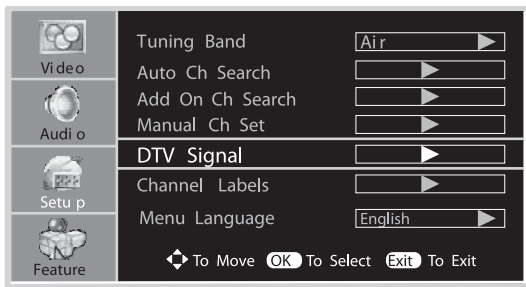 Video
Audio
Setup
Feature
Tuning Band Air
Auto Ch Search
Add On Ch Search
Manual Ch Set
DTV Signal
Channel Labels
Menu Language English
To Move OK To Select Exit To Exit